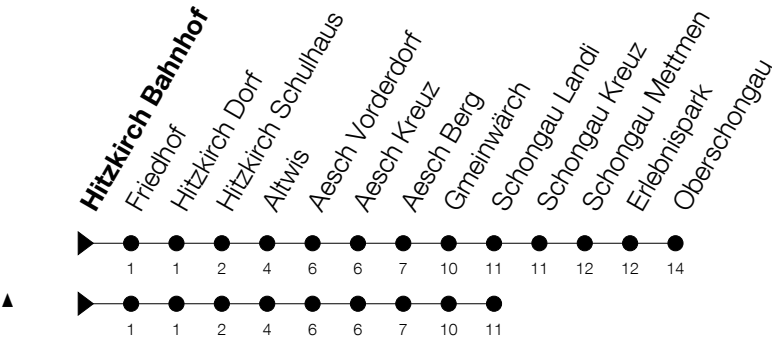 Hitzkirch Bahnhof
Friedhof
Hitzkirch Dorf
Hitzkirch Schulhaus
Altwis
Aesch Vorderdorf
Aesch Kreuz
Aesch Berg
Gmeinwärch
Schongau Landi
Schongau Kreuz
Schongau Mettmen
Erlebnispark
Oberschongau
1 1 2 4 6 6 7 10 11 11 12 12 14
1 1 2 4 6 6 7 10 11